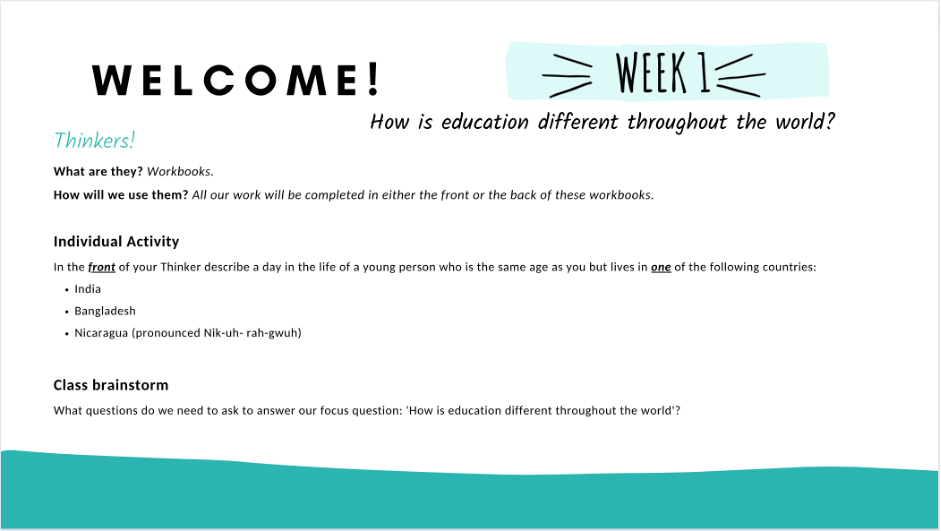 WELCOME!
WEEK 1
How is education different throughout the world?
Thinkers!
What are they? Workbooks.
How will we use them? All our work will be completed in either the front or the back of these workbooks.
Individual Activity
In the front of your Thinker describe a day in the life of a young person who is the same age as you but lives in one of the following countries:
• India
• Bangladesh
• Nicaragua (pronounced Nik-uh- rah-gwuh)
Class brainstorm
What questions do we need to ask to answer our focus question: 'How is education different throughout the world'?